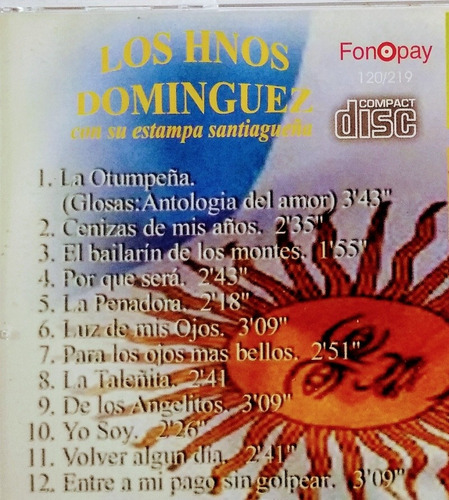 LOS HNOS
DOMINGUEZ
con su estampa santiagueña
FonOpay
120/219
COMPACT
disc
1. La Otumpeña.
(Glosas:Antologia del amor) 3'43"
2. Cenizas de mis años. 2'35"
3. El bailarín de los montes. 1'55"
4. Por que será. 2'43"
5. La Penadora. 2'18"
6. Luz de mis Ojos. 3'09"
7. Para los ojos mas bellos. 2'51"
8. La Taleñita. 2'41
9. De los Angelitos. 3'09"
10. Yo Soy. 2'26"
11. Volver algun día. 2'41"
12. Entre a mi pago sin golpear. 3'09"